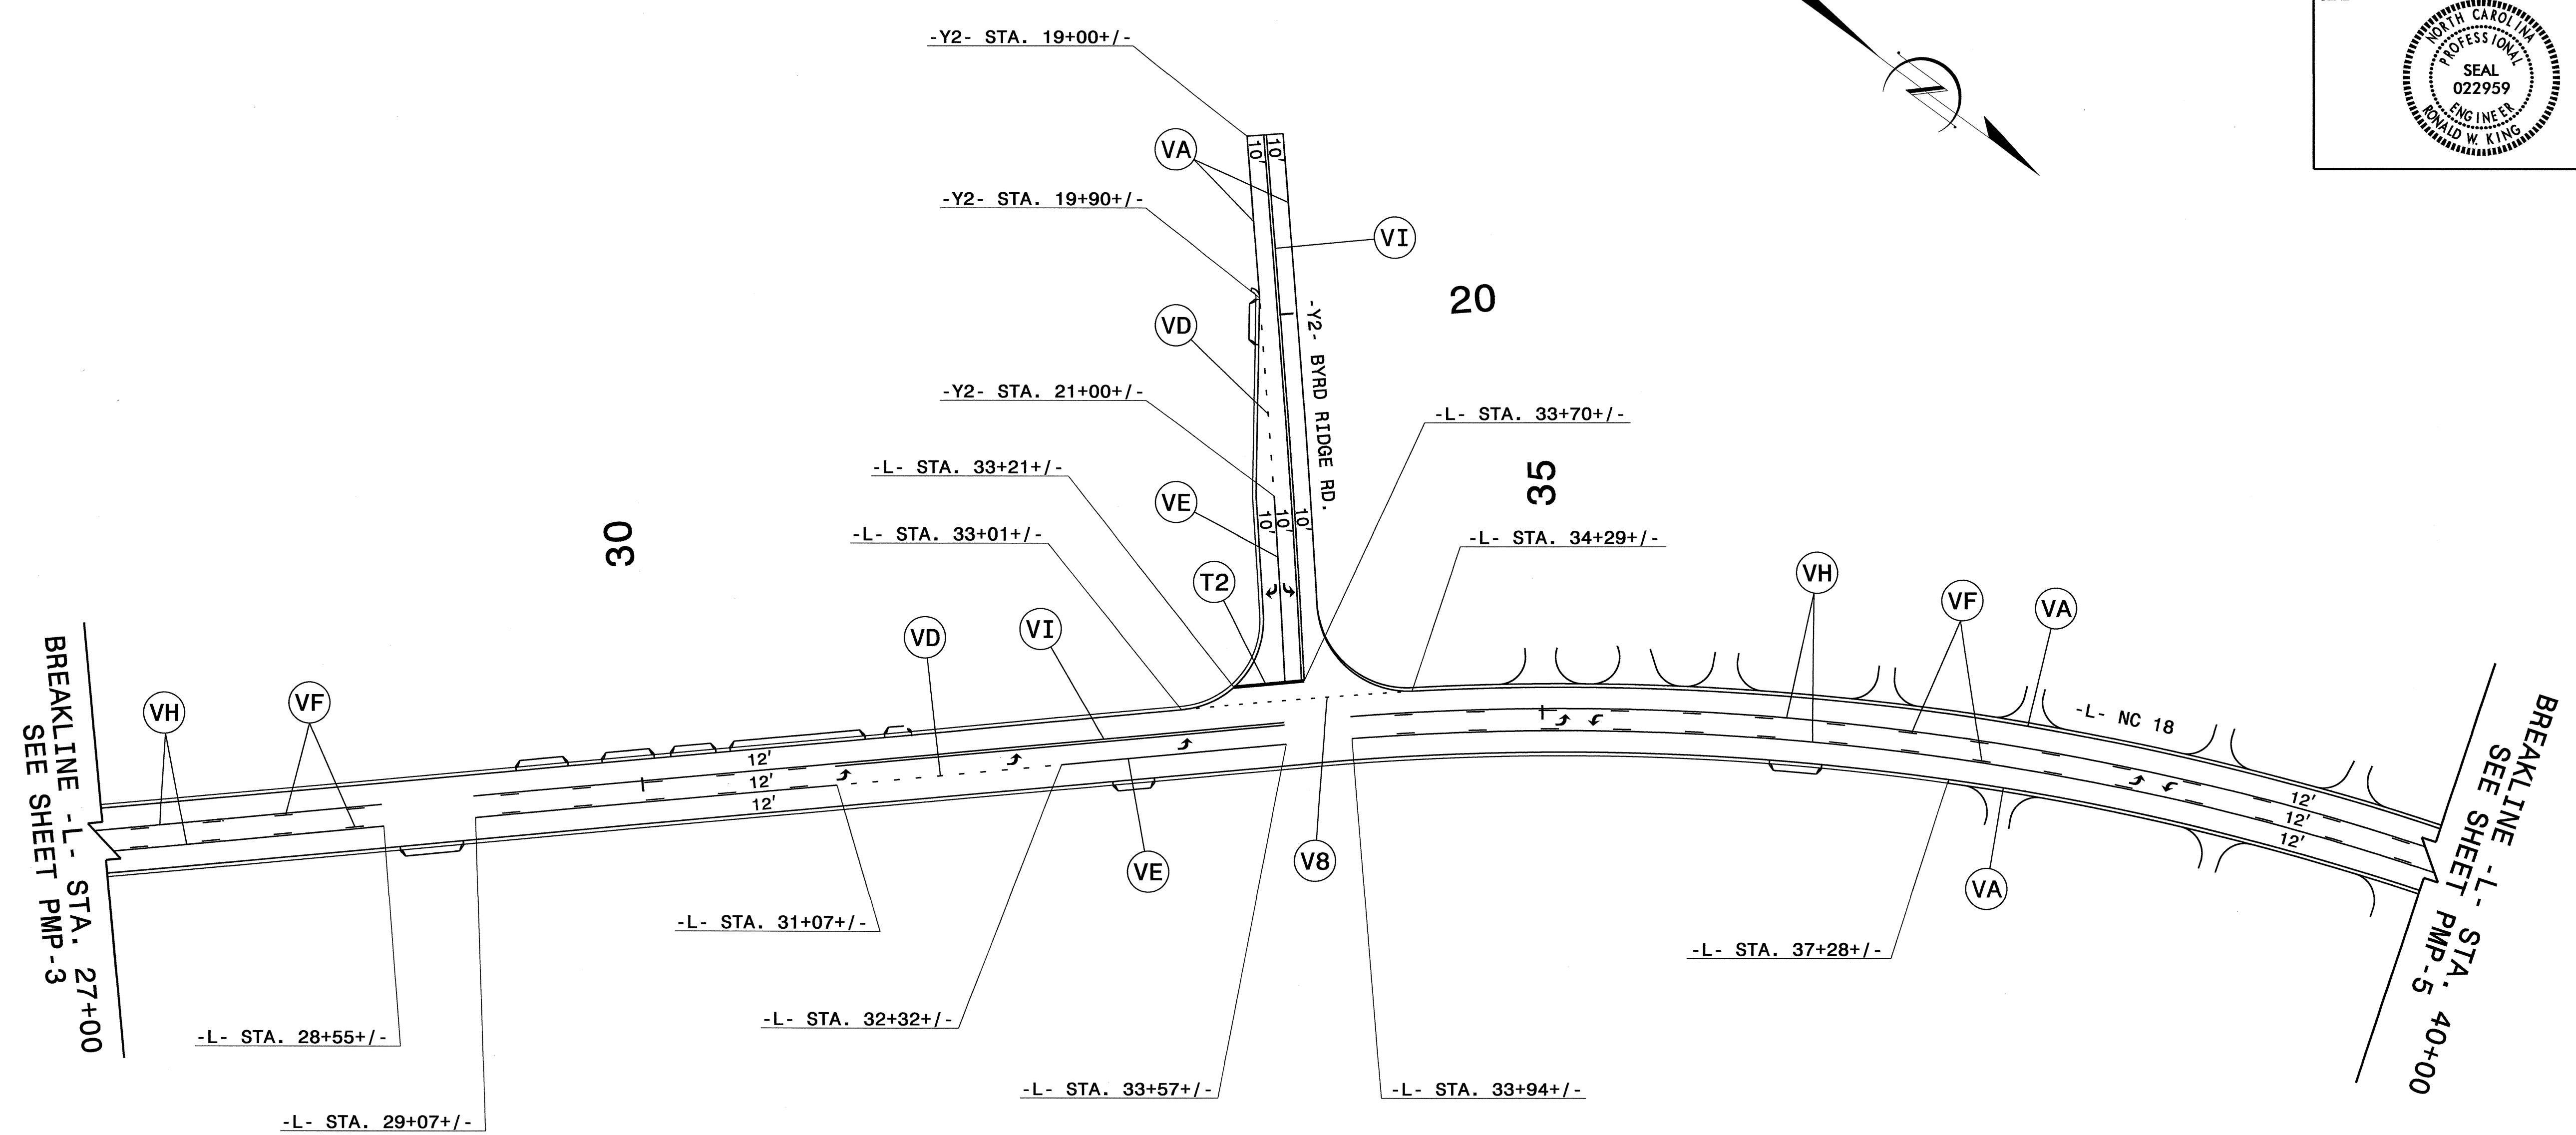 -Y2- STA. 19+00+/-
NORTH CAROLINA
PROFESSIONAL
SEAL
022959
ENGINEER
RONALD W. KING
10'
10'
VA
-Y2- STA. 19+90+/-
VI
20
VD
-Y2- BYRD RIDGE RD.
-Y2- STA. 21+00+/-
-L- STA. 33+70+/-
-L- STA. 33+21+/-
35
VE
10'
10'
10'
30
-L- STA. 33+01+/-
-L- STA. 34+29+/-
T2
VH
VF
VA
VD
VI
VH
VF
-L- NC 18
12'
12'
12'
12'
12'
12'
BREAKLINE -L- STA. 27+00
SEE SHEET PMP-3
BREAKLINE -L- STA. 40+00
SEE SHEET PMP-5
VE
V8
VA
-L- STA. 31+07+/-
-L- STA. 37+28+/-
-L- STA. 32+32+/-
-L- STA. 28+55+/-
-L- STA. 33+57+/-
-L- STA. 33+94+/-
-L- STA. 29+07+/-